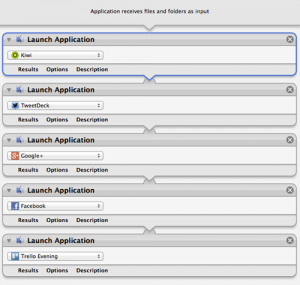 Application receives files and folders as input
Launch Application
Kiwi
Results Options Description
Launch Application
TweetDeck
Results Options Description
Launch Application
Google+
Results Options Description
Launch Application
Facebook
Results Options Description
Launch Application
Trello Evening
Results Options Description